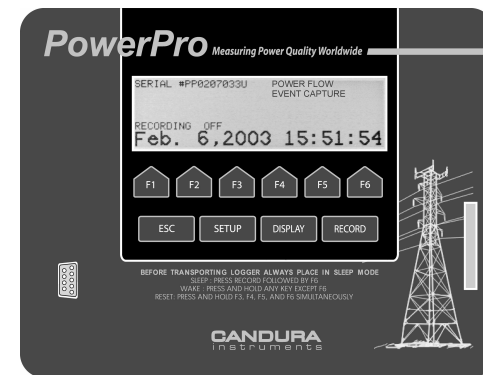 PowerPro Measuring Power Quality Worldwide
SERIAL #PP0207033U POWER FLOW
EVENT CAPTURE
RECORDING OFF
Feb. 6,2003 15:51:54
F1 F2 F3 F4 F5 F6
ESC SETUP DISPLAY RECORD
BEFORE TRANSPORTING LOGGER ALWAYS PLACE IN SLEEP MODE
SLEEP : PRESS RECORD FOLLOWED BY F6
WAKE : PRESS AND HOLD ANY KEY EXCEPT F6
RESET: PRESS AND HOLD F3, F4, F5, AND F6 SIMULTANEOUSLY
CANDURA
instruments